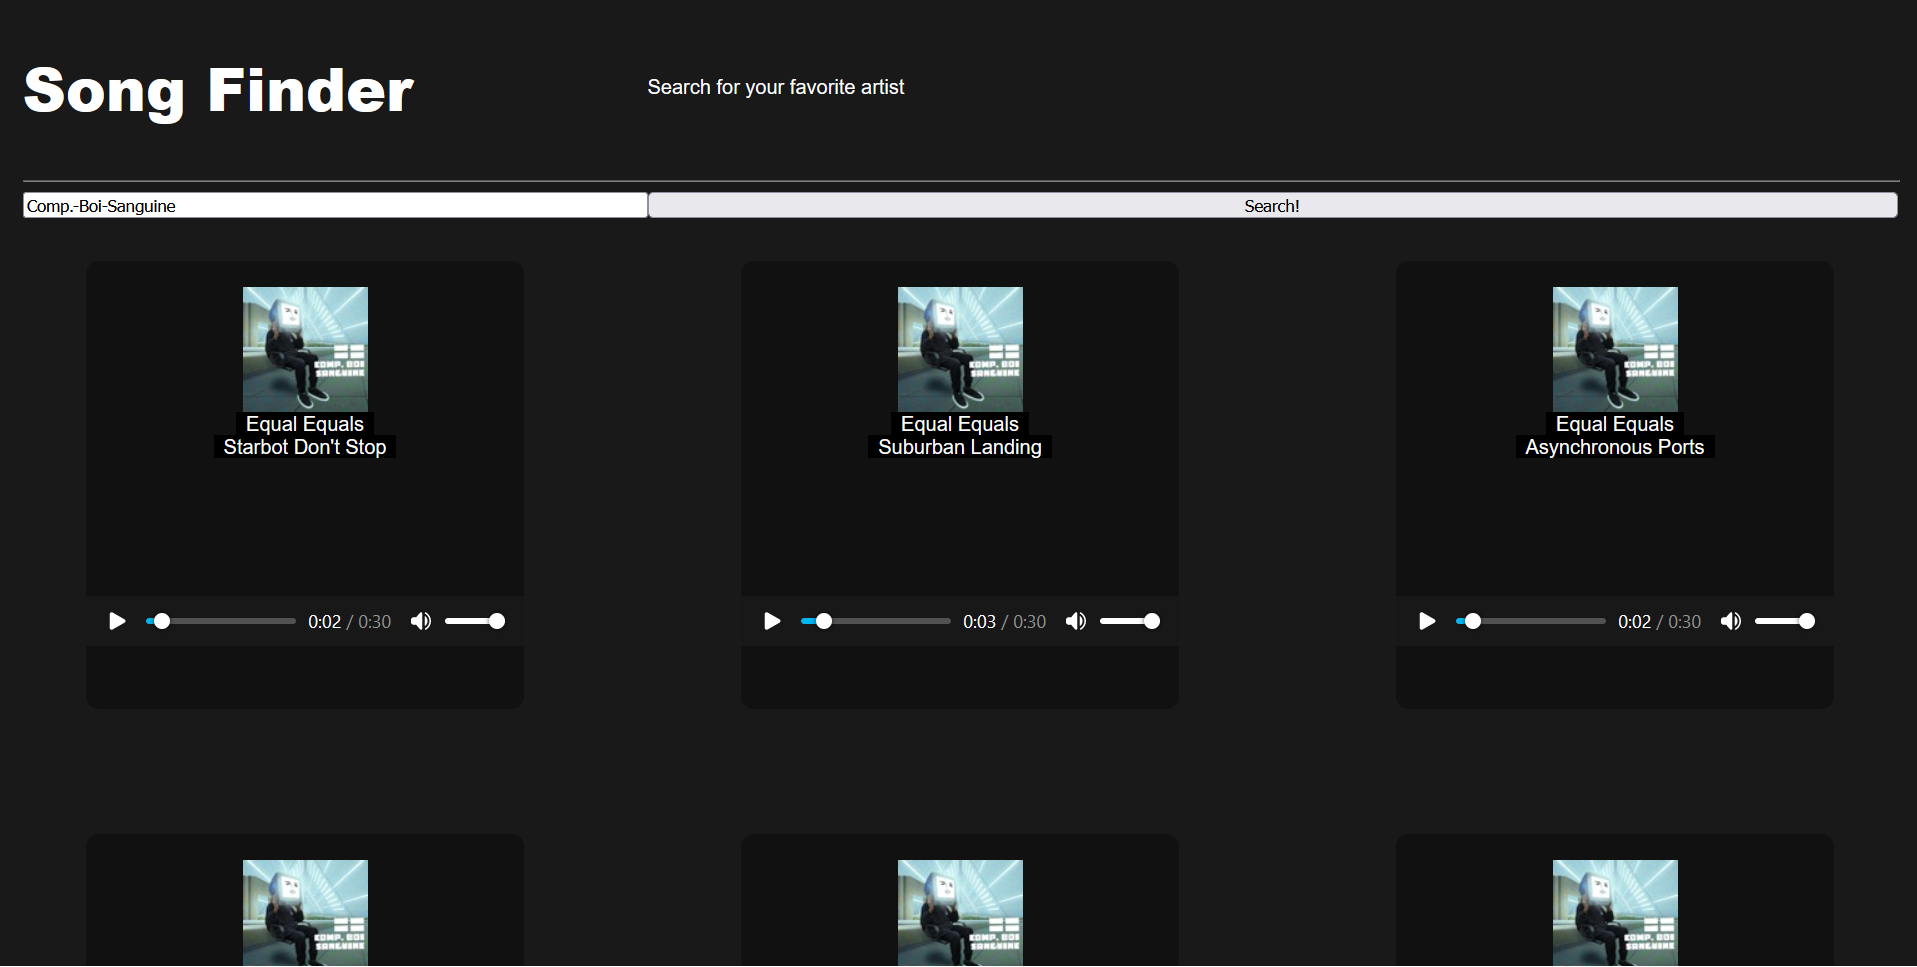 Song Finder
Search for your favorite artist
Comp.-Boi-Sanguine
Search!
COMP. BOI
SANGUINE
Equal Equals
Starbot Don't Stop
0:02 / 0:30
COMP. BOI
SANGUINE
Equal Equals
Suburban Landing
0:03 / 0:30
COMP. BOI
SANGUINE
Equal Equals
Asynchronous Ports
0:02 / 0:30
COMP. BOI
SANGUINE
COMP. BOI
SANGUINE
COMP. BOI
SANGUINE